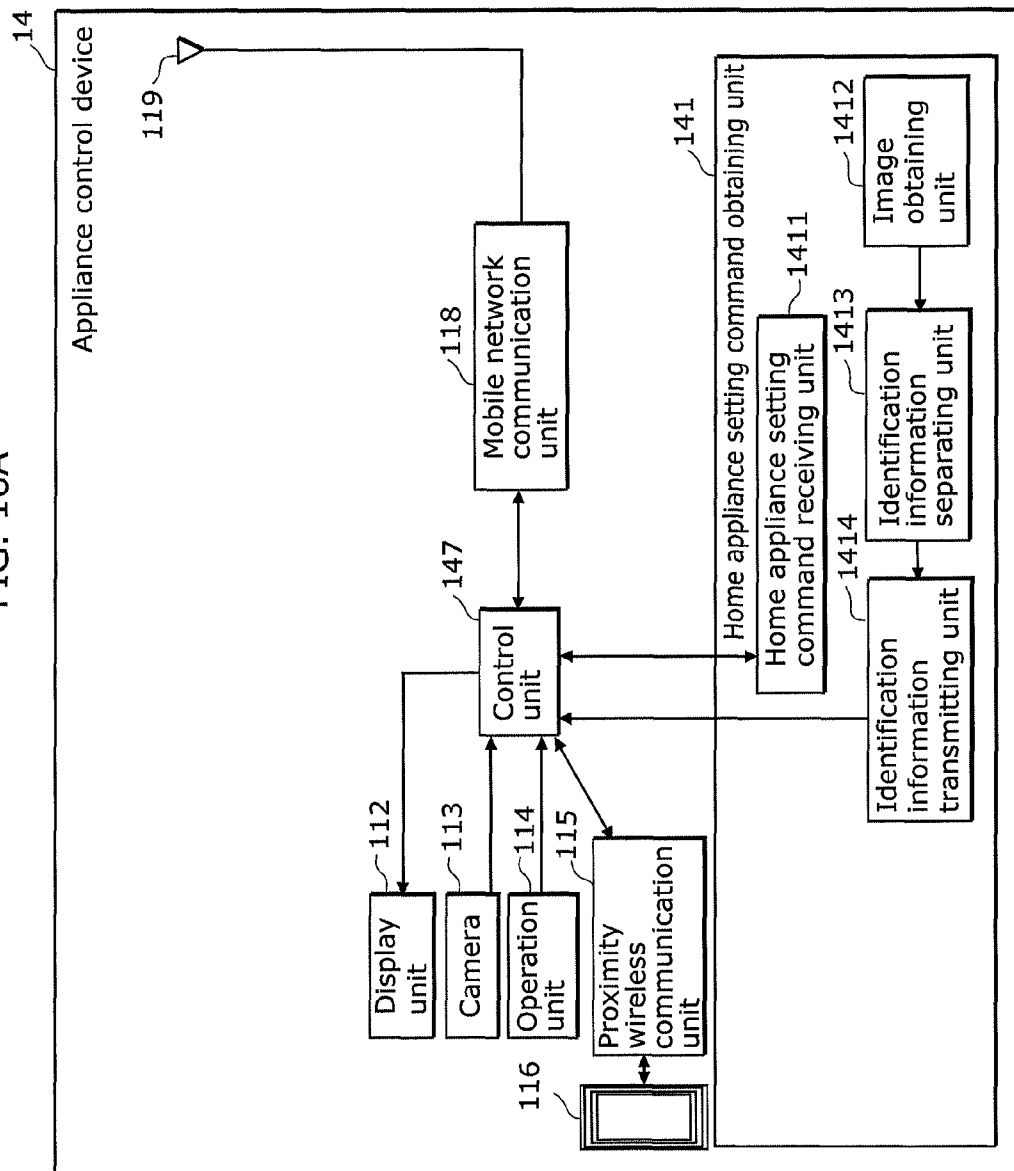 FIG. 16A
14
Appliance control device
119
118
Mobile network
communication
unit
147
Control
unit
112
Display
unit
113
Camera
114
Operation
unit
115
Proximity
wireless
communication
unit
116
141
Home appliance setting command obtaining unit
1411
Home appliance setting
command receiving unit
1412
Image
obtaining
unit
1413
Identification
information
separating unit
1414
Identification
information
transmitting unit